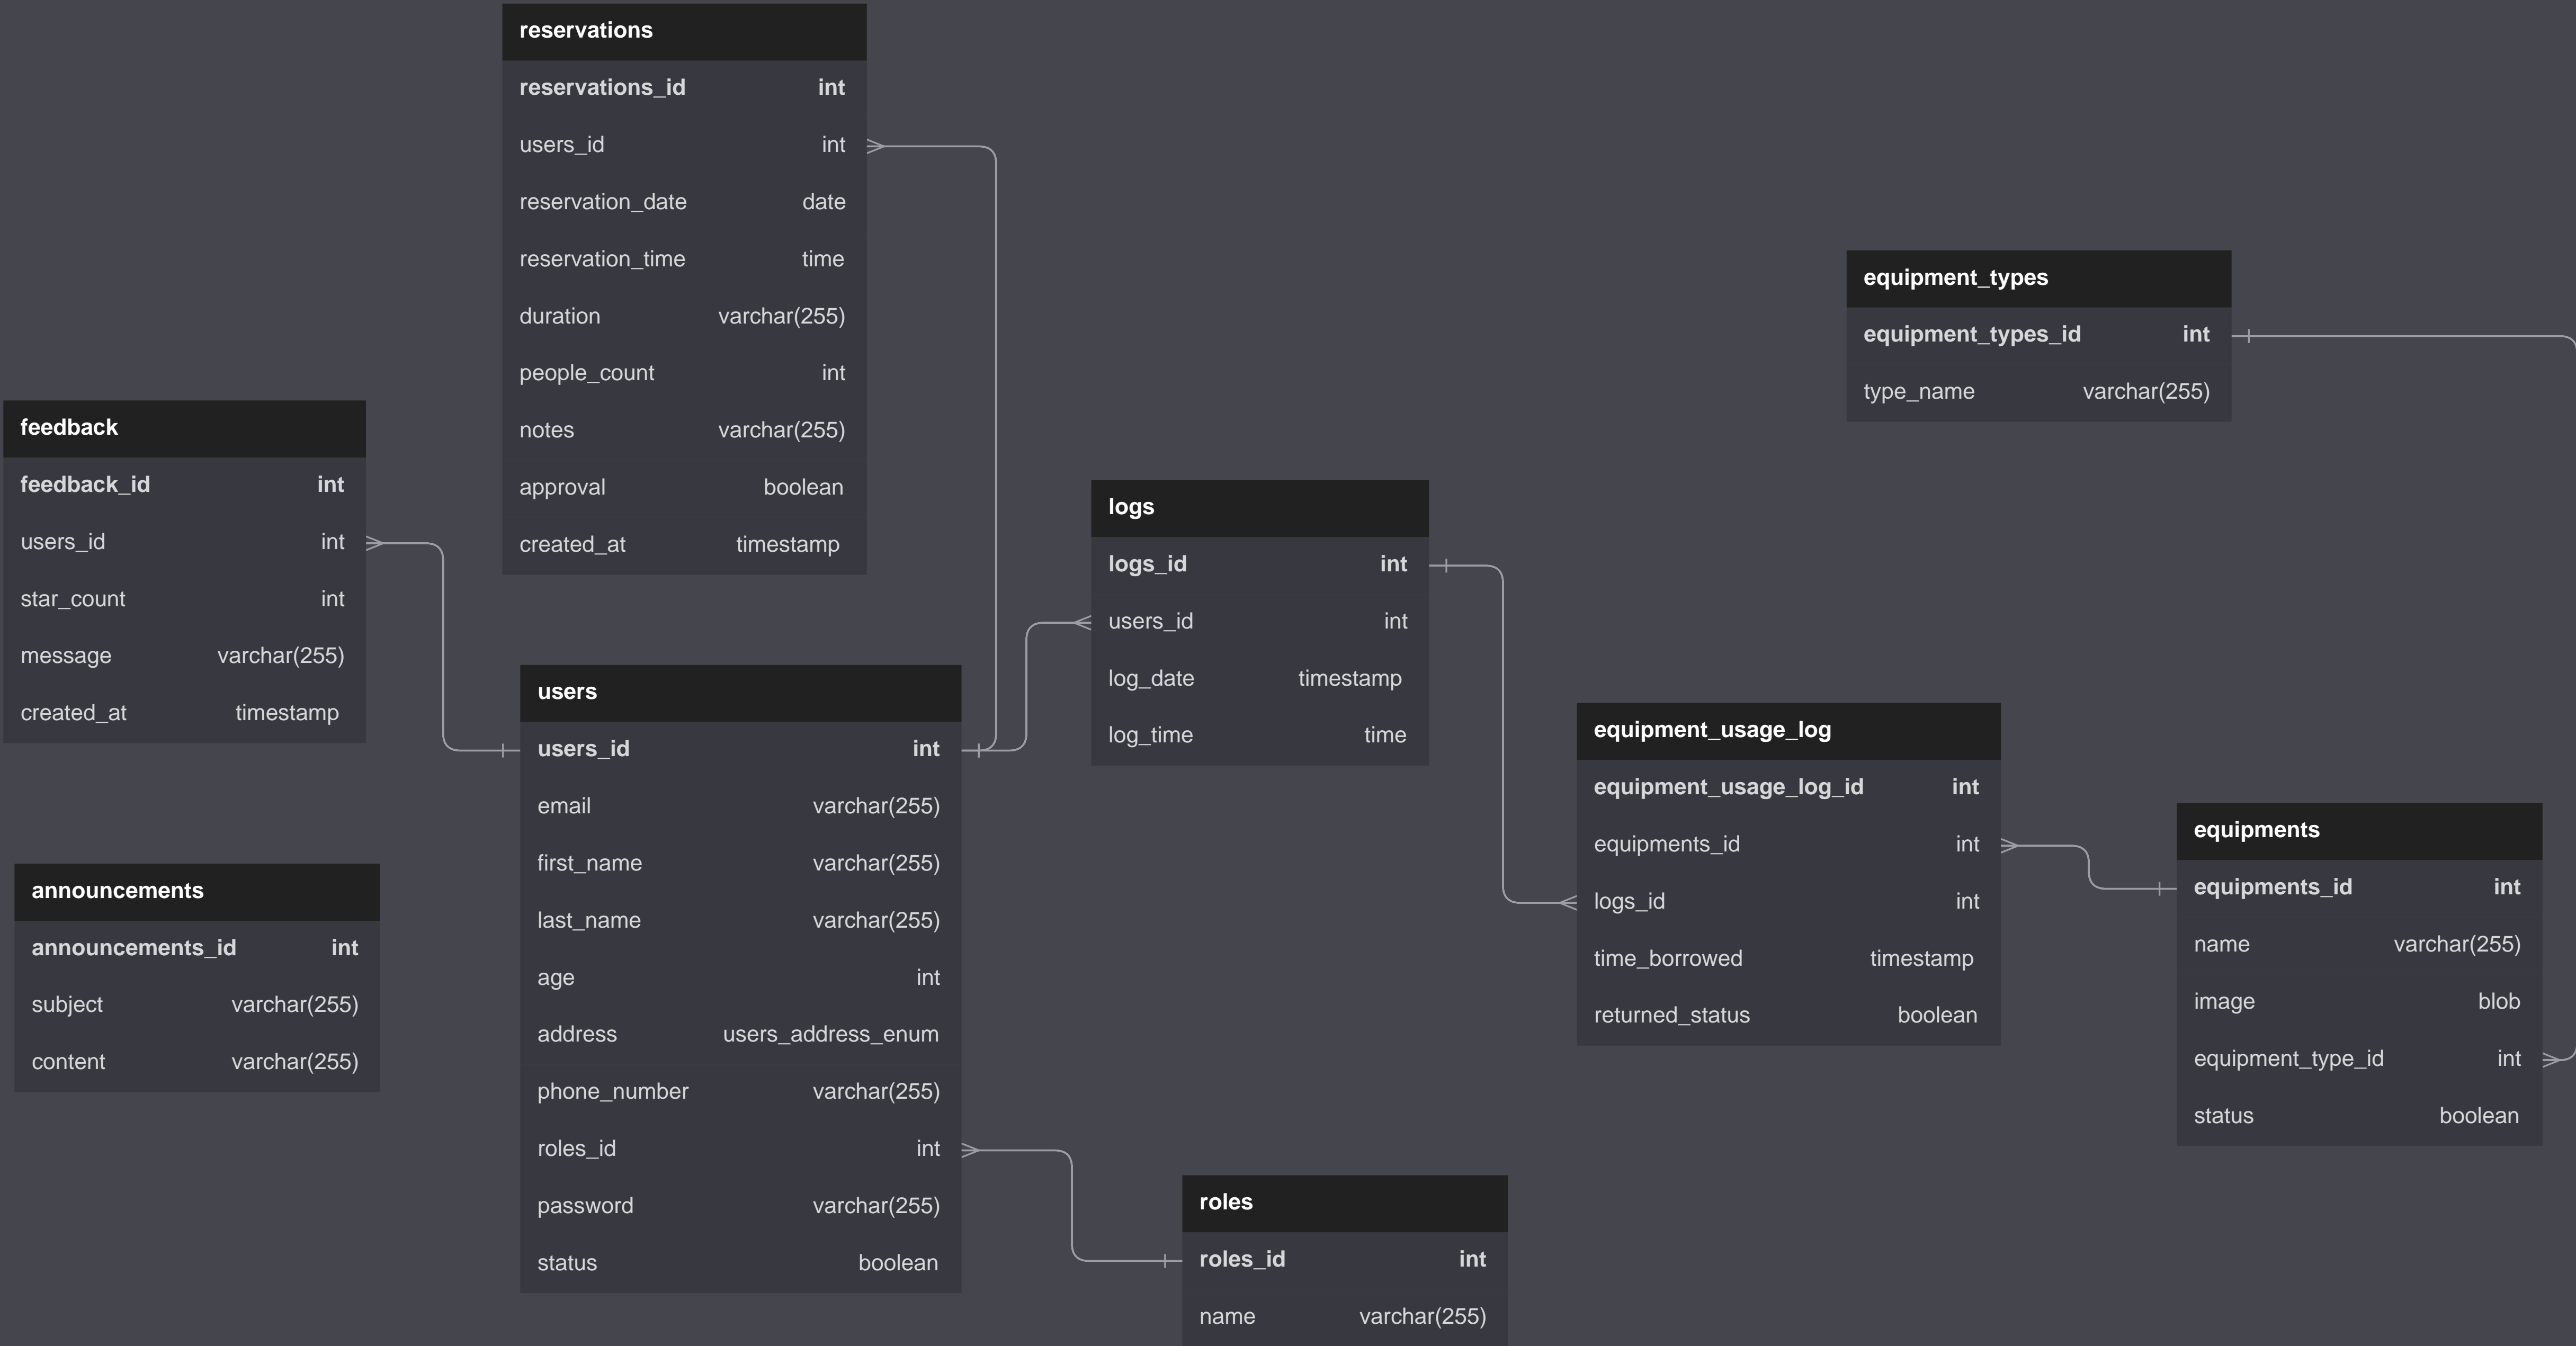 reservations
reservations_id int
users_id int
reservation_date date
reservation_time time
duration varchar(255)
people_count int
notes varchar(255)
approval boolean
created_at timestamp
equipment_types
equipment_types_id int
type_name varchar(255)
feedback
feedback_id int
users_id int
star_count int
message varchar(255)
created_at timestamp
logs
logs_id int
users_id int
log_date timestamp
log_time time
users
users_id int
email varchar(255)
first_name varchar(255)
last_name varchar(255)
age int
address users_address_enum
phone_number varchar(255)
roles_id int
password varchar(255)
status boolean
equipment_usage_log
equipment_usage_log_id int
equipments_id int
logs_id int
time_borrowed timestamp
returned_status boolean
equipments
equipments_id int
name varchar(255)
image blob
equipment_type_id int
status boolean
announcements
announcements_id int
subject varchar(255)
content varchar(255)
roles
roles_id int
name varchar(255)